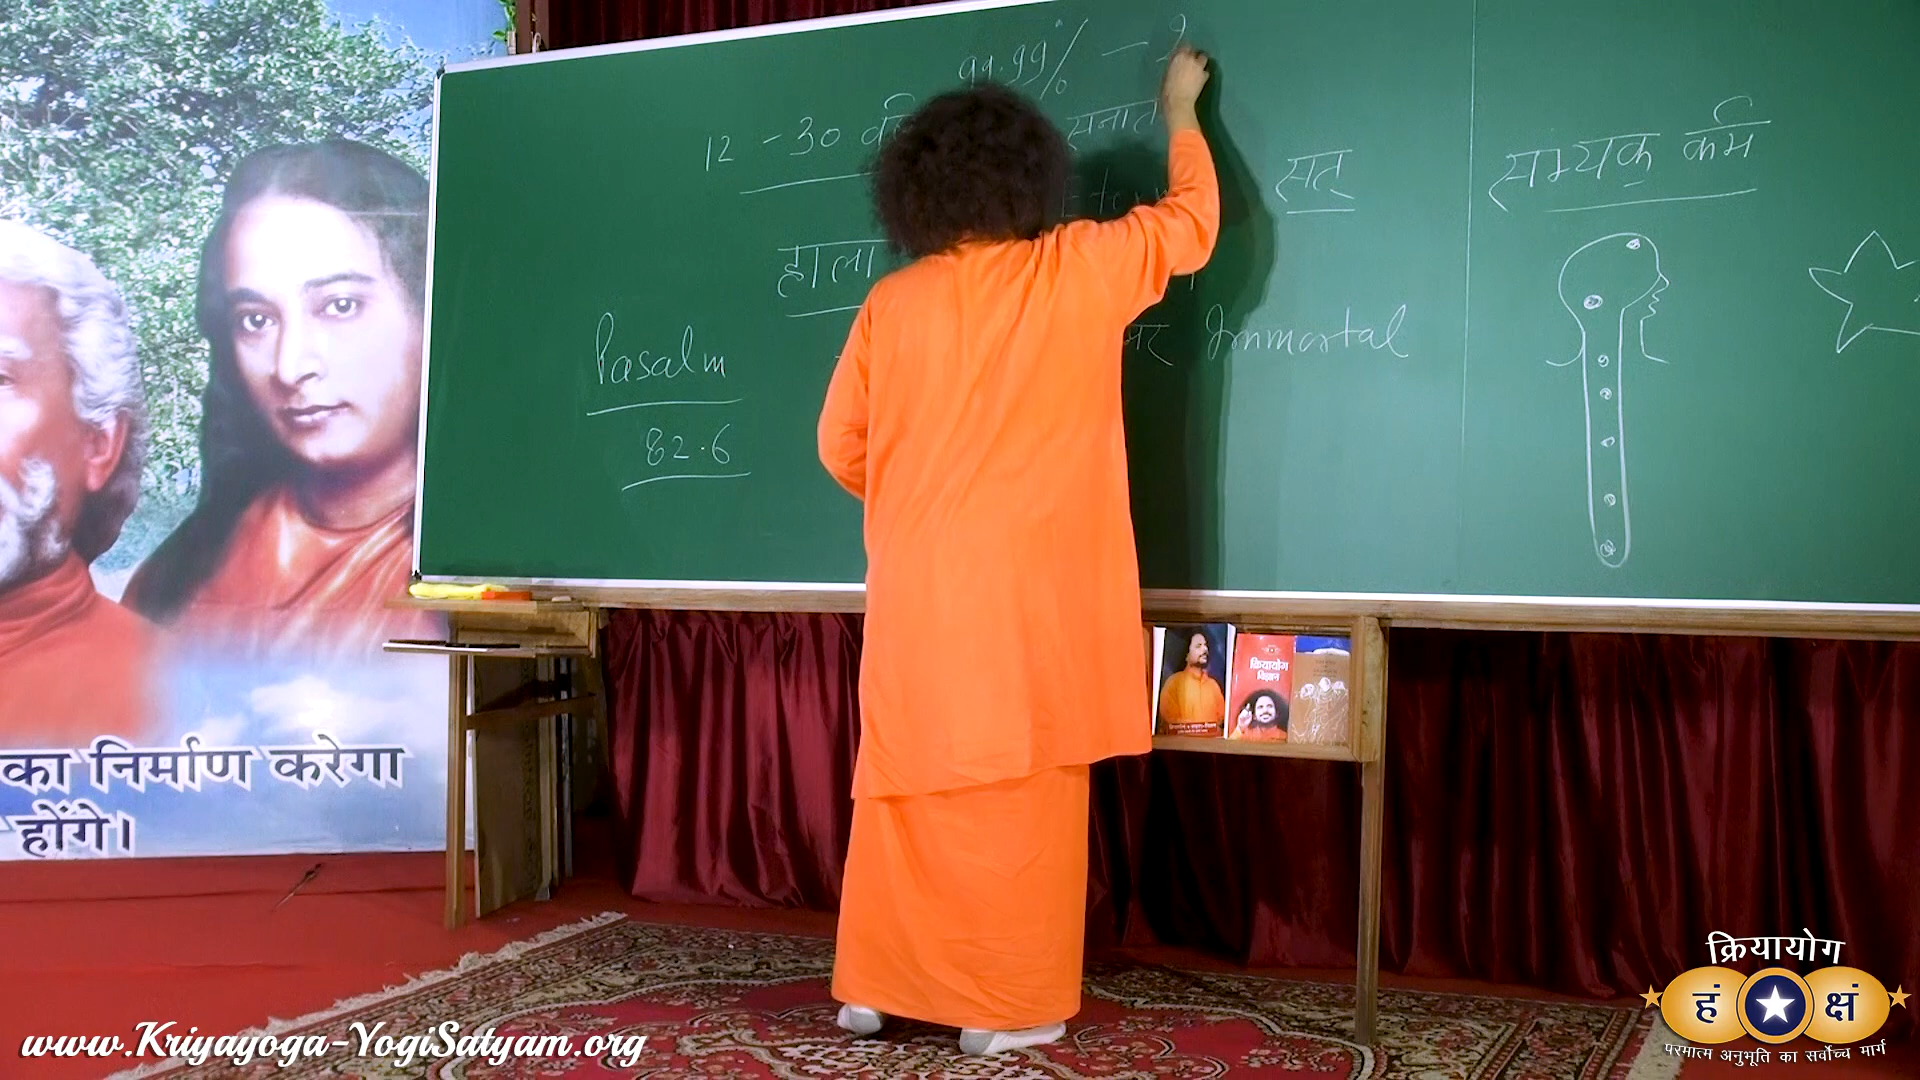 99.99% –
12 – 30
सनात
सत्
सम्यक् कर्म
हाला
Immortal
Pasalm
82.6
क्रियायोग
विज्ञान
का निर्माण करेगा
होंगे।
क्रियायोग
हं क्षं
परमात्म अनुभूति का सर्वोच्च मार्ग
www.Kriyayoga-YogiSatyam.org